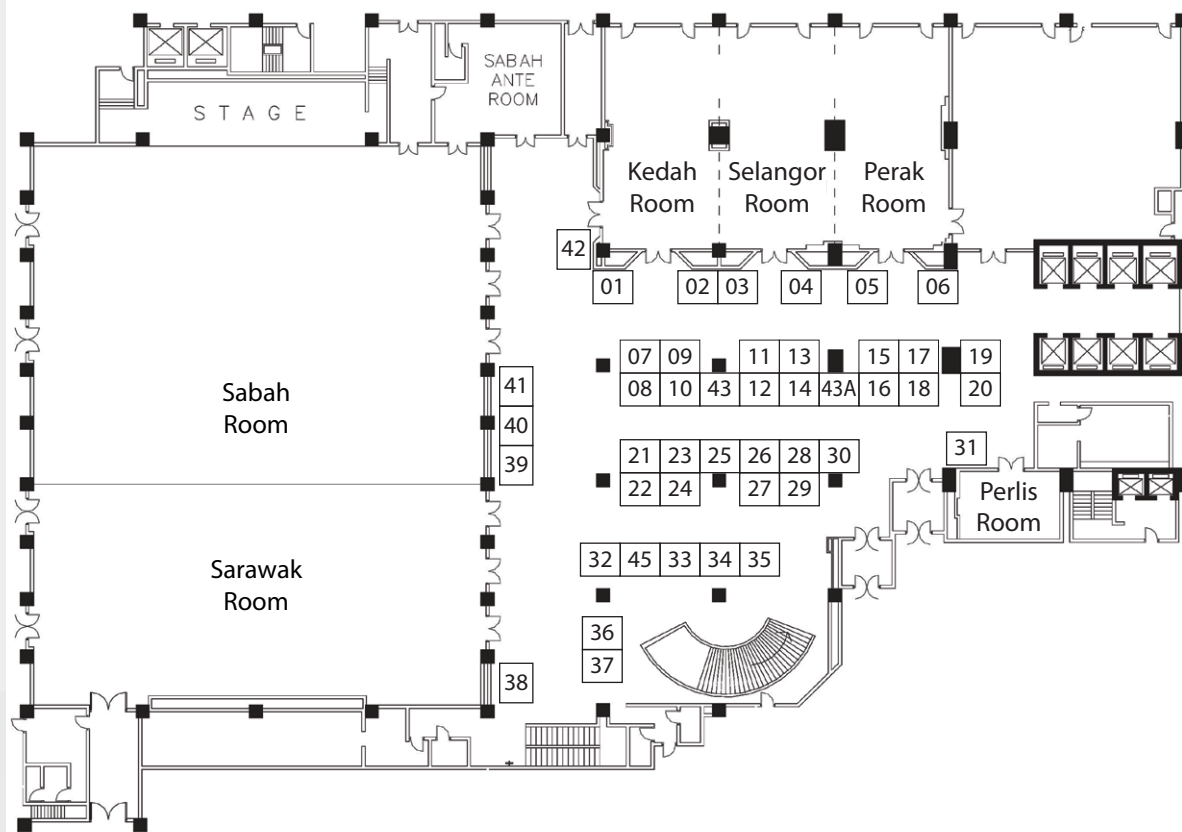 SABAH
ANTE
ROOM
STAGE
Kedah
Room
Selangor
Room
Perak
Room
42
01 02 03 04 05 06
07 09 11 13 15 17 19
08 10 43 12 14 43A 16 18 20
Sabah
Room
41
40
39
31
21 23 25 26 28 30
22 24 27 29
Perlis
Room
32 45 33 34 35
Sarawak
Room
36
37
38